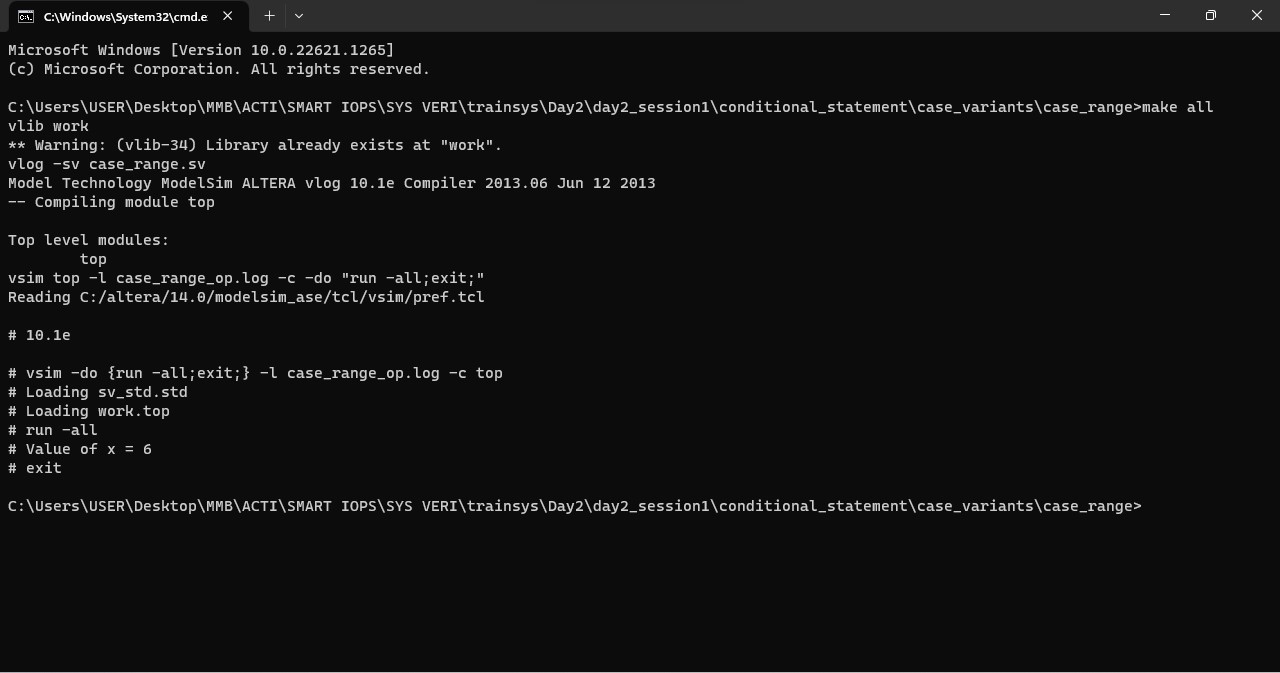 C:\Windows\System32\cmd.e
Microsoft Windows [Version 10.0.22621.1265]
(c) Microsoft Corporation. All rights reserved.
C:\Users\USER\Desktop\MMB\ACTI\SMART IOPS\SYS VERI\trainsys\Day2\day2_session1\conditional_statement\case_variants\case_range>make all
vlib work
** Warning: (vlib-34) Library already exists at "work".
vlog -sv case_range.sv
Model Technology ModelSim ALTERA vlog 10.1e Compiler 2013.06 Jun 12 2013
-- Compiling module top
Top level modules:
top
vsim top -l case_range_op.log -c -do "run -all;exit;"
Reading C:/altera/14.0/modelsim_ase/tcl/vsim/pref.tcl
# 10.1e
# vsim -do {run -all;exit;} -l case_range_op.log -c top
# Loading sv_std.std
# Loading work.top
# run -all
# Value of x = 6
# exit
C:\Users\USER\Desktop\MMB\ACTI\SMART IOPS\SYS VERI\trainsys\Day2\day2_session1\conditional_statement\case_variants\case_range>